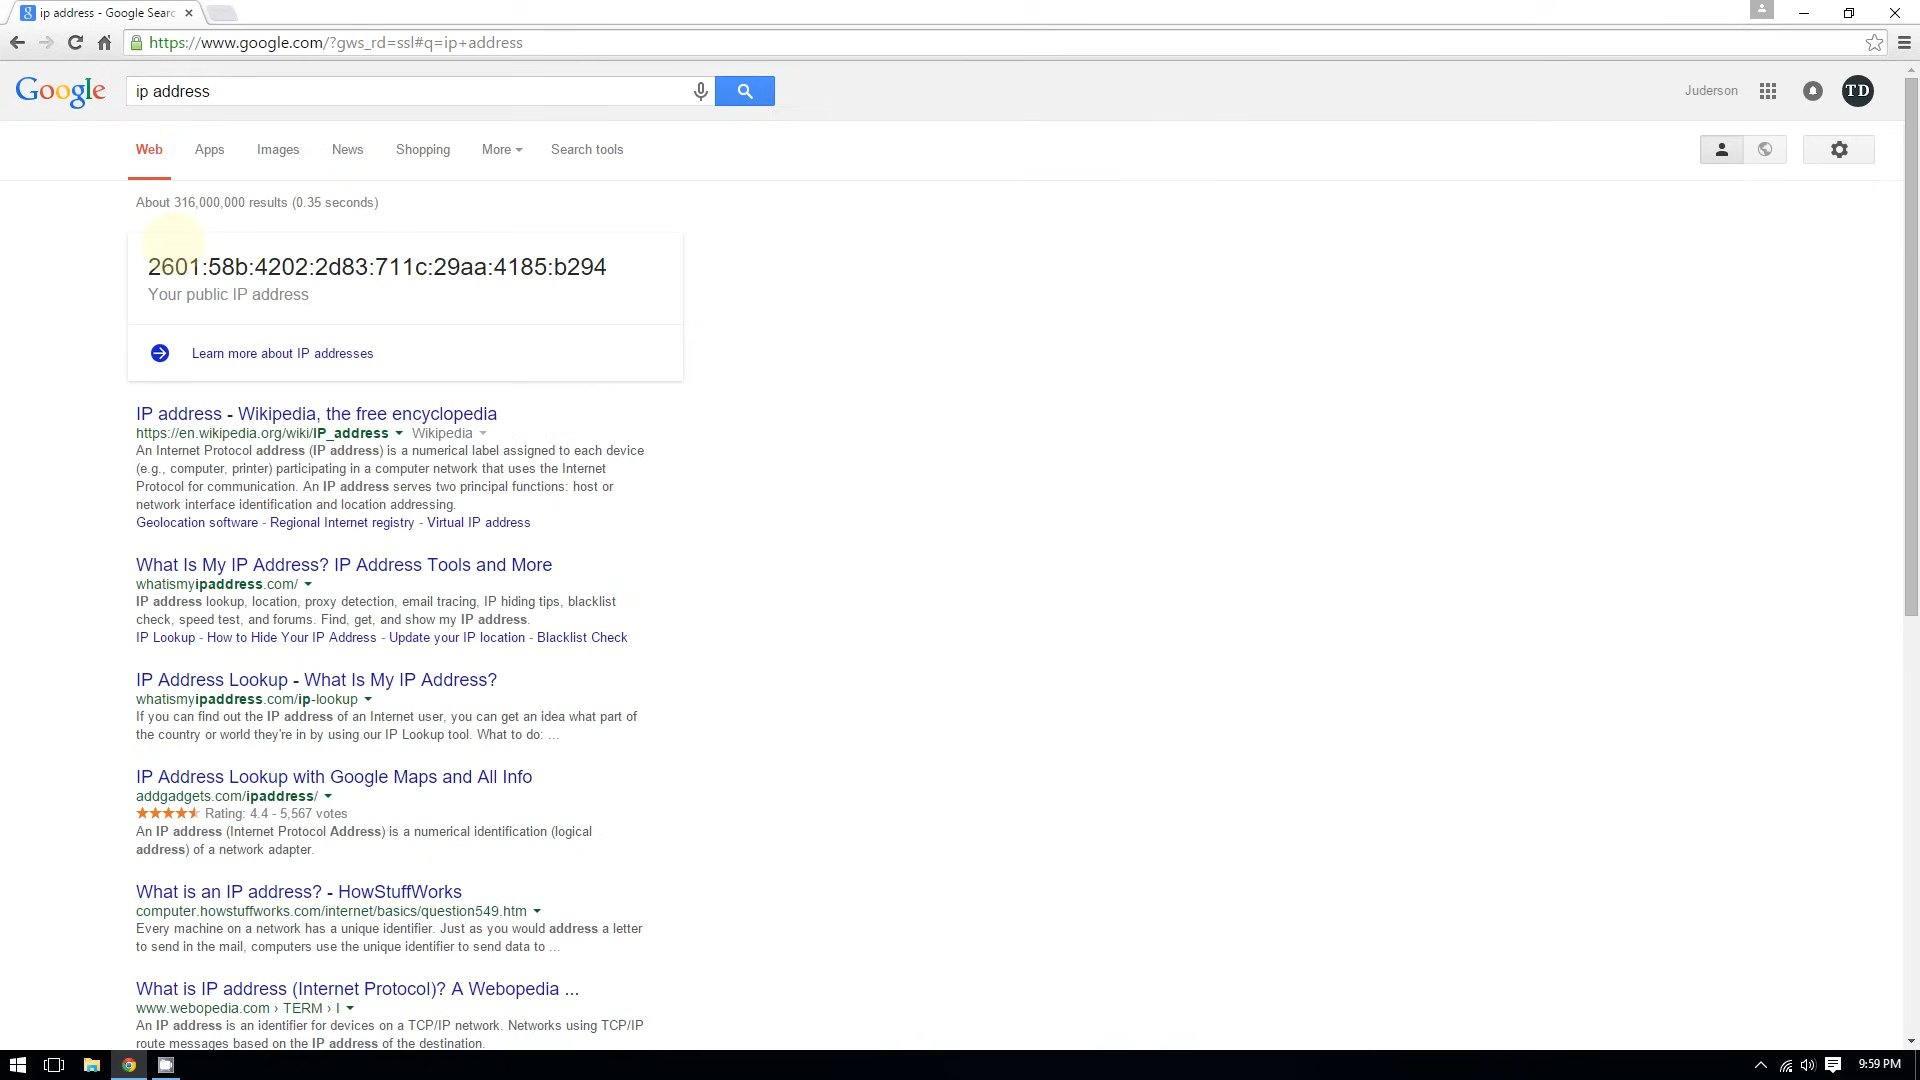 ip address - Google Searc
https://www.google.com/?gws_rd=ssl#q=ip+address
Google
ip address
Juderson
TD
Web Apps Images News Shopping More Search tools
About 316,000,000 results (0.35 seconds)
2601:58b:4202:2d83:711c:29aa:4185:b294
Your public IP address
Learn more about IP addresses
IP address - Wikipedia, the free encyclopedia
https://en.wikipedia.org/wiki/IP_address Wikipedia
An Internet Protocol address (IP address) is a numerical label assigned to each device
(e.g., computer, printer) participating in a computer network that uses the Internet
Protocol for communication. An IP address serves two principal functions: host or
network interface identification and location addressing.
Geolocation software - Regional Internet registry - Virtual IP address
What Is My IP Address? IP Address Tools and More
whatismyipaddress.com/
IP address lookup, location, proxy detection, email tracing, IP hiding tips, blacklist
check, speed test, and forums. Find, get, and show my IP address.
IP Lookup - How to Hide Your IP Address - Update your IP location - Blacklist Check
IP Address Lookup - What Is My IP Address?
whatismyipaddress.com/ip-lookup
If you can find out the IP address of an Internet user, you can get an idea what part of
the country or world they're in by using our IP Lookup tool. What to do: ...
IP Address Lookup with Google Maps and All Info
addgadgets.com/ipaddress/
Rating: 4.4 - 5,567 votes
An IP address (Internet Protocol Address) is a numerical identification (logical
address) of a network adapter.
What is an IP address? - HowStuffWorks
computer.howstuffworks.com/internet/basics/question549.htm
Every machine on a network has a unique identifier. Just as you would address a letter
to send in the mail, computers use the unique identifier to send data to ...
What is IP address (Internet Protocol)? A Webopedia ...
www.webopedia.com › TERM › I
An IP address is an identifier for devices on a TCP/IP network. Networks using TCP/IP
route messages based on the IP address of the destination.
9:59 PM